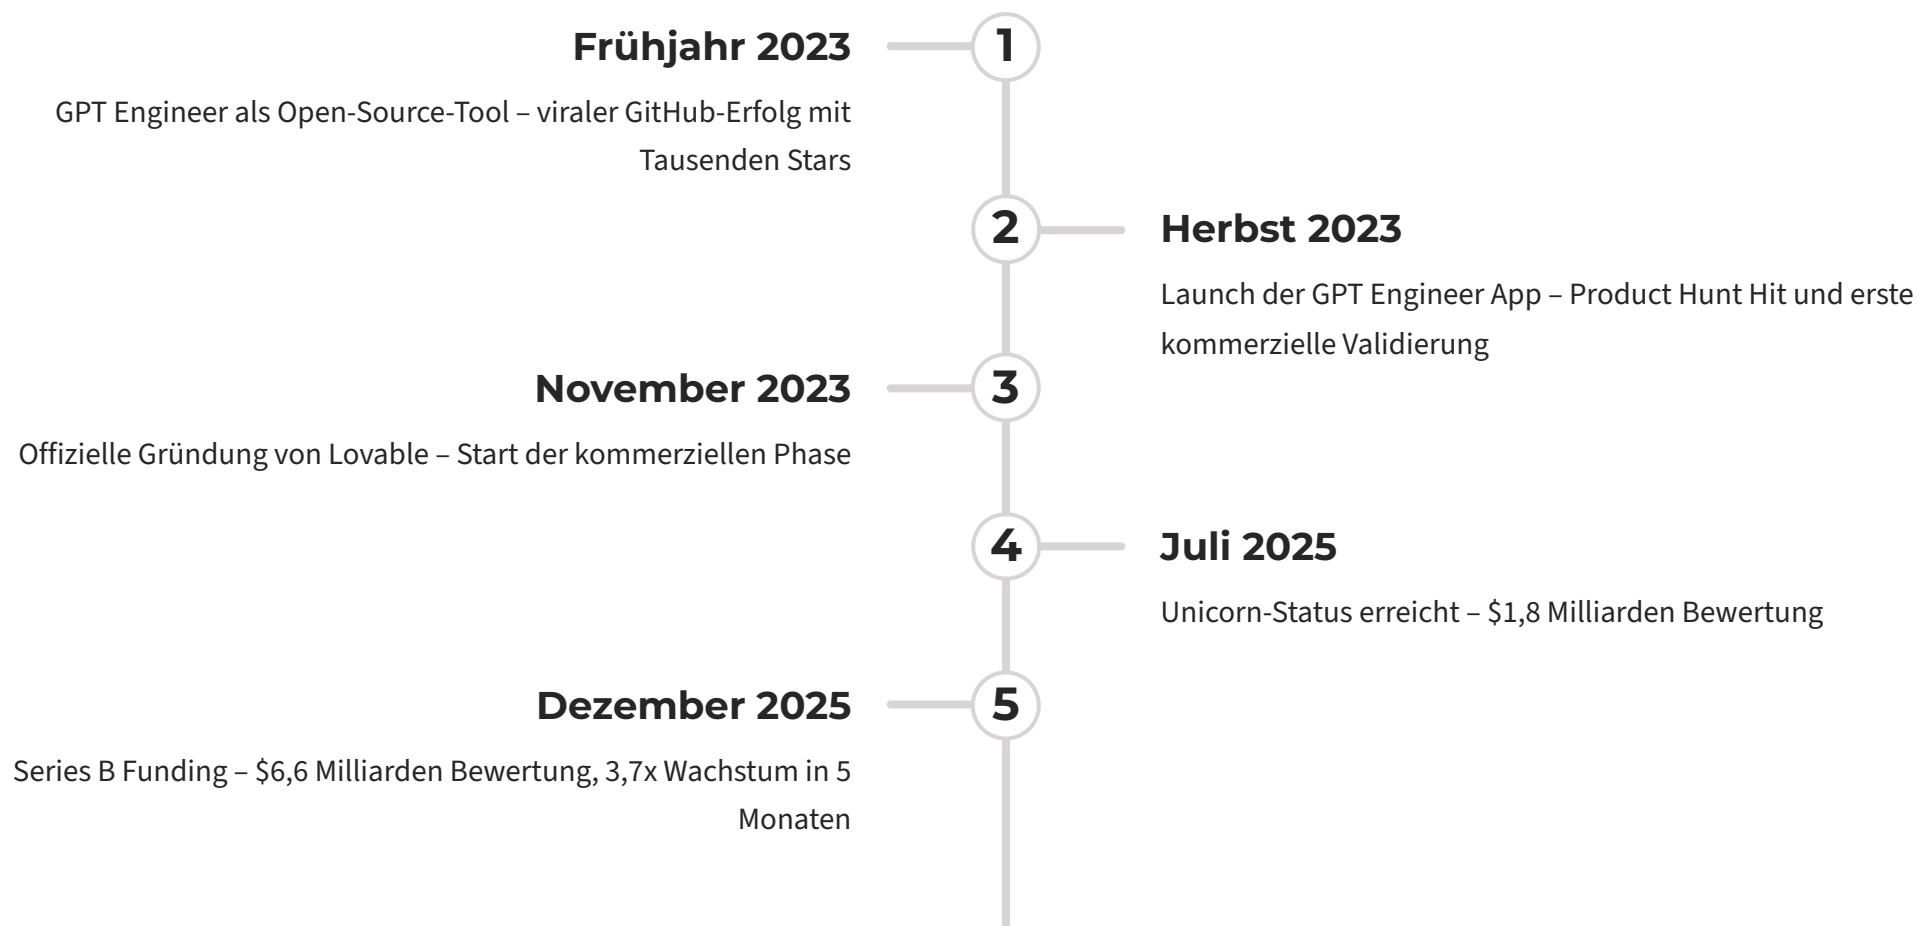 Frühjahr 2023
1
GPT Engineer als Open-Source-Tool – viraler GitHub-Erfolg mit
Tausenden Stars
2
Herbst 2023
Launch der GPT Engineer App – Product Hunt Hit und erste
kommerzielle Validierung
November 2023
3
Offizielle Gründung von Lovable – Start der kommerziellen Phase
4
Juli 2025
Unicorn-Status erreicht – $1,8 Milliarden Bewertung
Dezember 2025
5
Series B Funding – $6,6 Milliarden Bewertung, 3,7x Wachstum in 5
Monaten